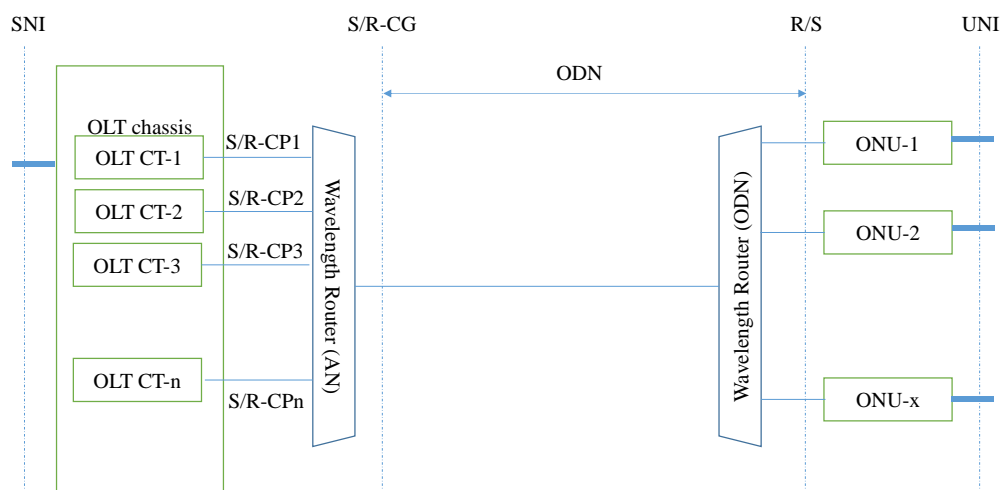 SNI
S/R-CG
R/S
UNI
ODN
OLT chassis
OLT CT-1
S/R-CP1
ONU-1
OLT CT-2
S/R-CP2
ONU-2
OLT CT-3
S/R-CP3
Wavelength Router (AN)
Wavelength Router (ODN)
OLT CT-n
S/R-CPn
ONU-x